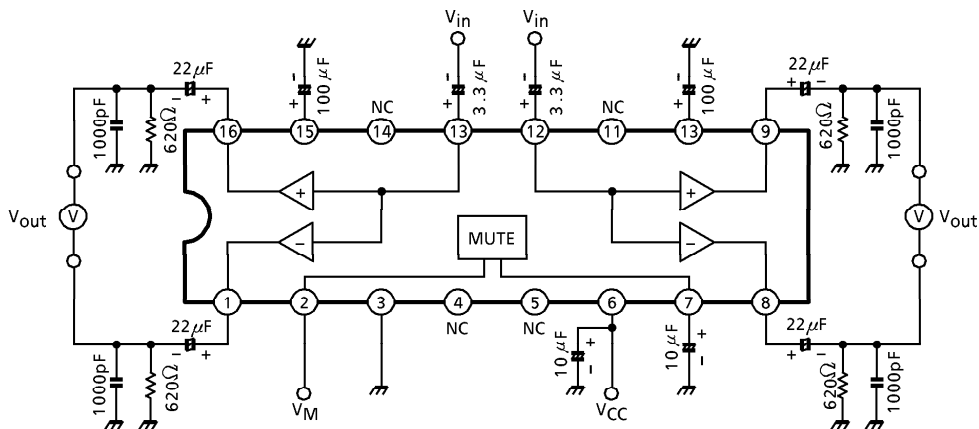 Vin Vin
22μF 100μF 3.3μF 3.3μF 100μF 22μF
- + + - NC - - NC + - + -
1000pF 620Ω 16 15 14 13 12 11 13 9 620Ω 1000pF
+ +
Vout V V Vout
MUTE
- -
1 2 3 4 5 6 7 8
NC NC
22μF 22μF
- + + -
1000pF 620Ω 10μF + - 10μF + - 620Ω 1000pF
VM VCC